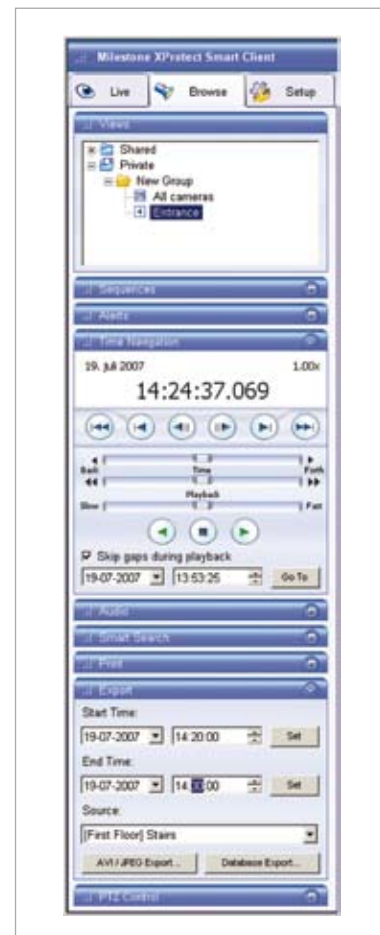 Milestone XProtect Smart Client
Live Browse Setup
Views
Shared
Private
New Group
All cameras
Entrance
Sequences
Alerts
Time Navigation
19. juli 2007 1.00x
14:24:37.069
Back Time Forth
Playback
Slow Fast
Skip gaps during playback
19-07-2007 13:53:25 Go To
Audio
Smart Search
Print
Export
Start Time:
19-07-2007 14:20:00 Set
End Time:
19-07-2007 14: :00 Set
Source:
[First Floor] Stairs
AVI / JPEG Export... Database Export...
PTZ Control